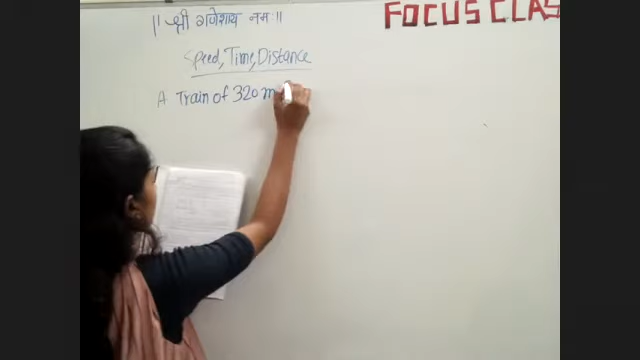 ॥ श्री गणेशाय नमः ॥
FOCUS CLAS
Speed, Time, Distance
A Train of 320 m